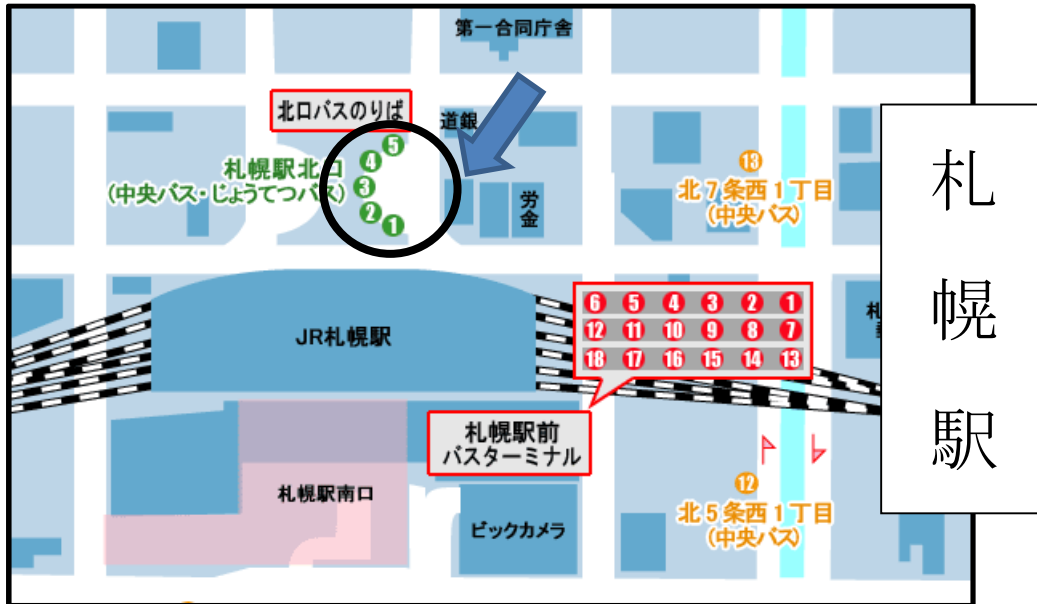 第一合同庁舎
北口バスのりば
道銀
5
4
3
2
1
札幌駅北口
(中央バス・じょうてつバス)
労
金
13
北7条西1丁目
(中央バス)
6 5 4 3 2 1
12 11 10 9 8 7
18 17 16 15 14 13
JR札幌駅
札幌駅前
バスターミナル
札幌駅南口
ビックカメラ
12
北5条西1丁目
(中央バス)
札
札
幌
駅